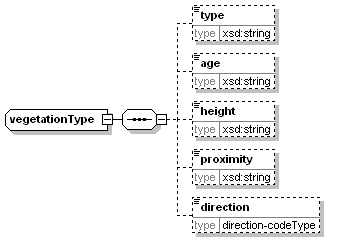 type
type xsd:string
age
type xsd:string
height
type xsd:string
vegetationType
proximity
type xsd:string
direction
type direction-codeType